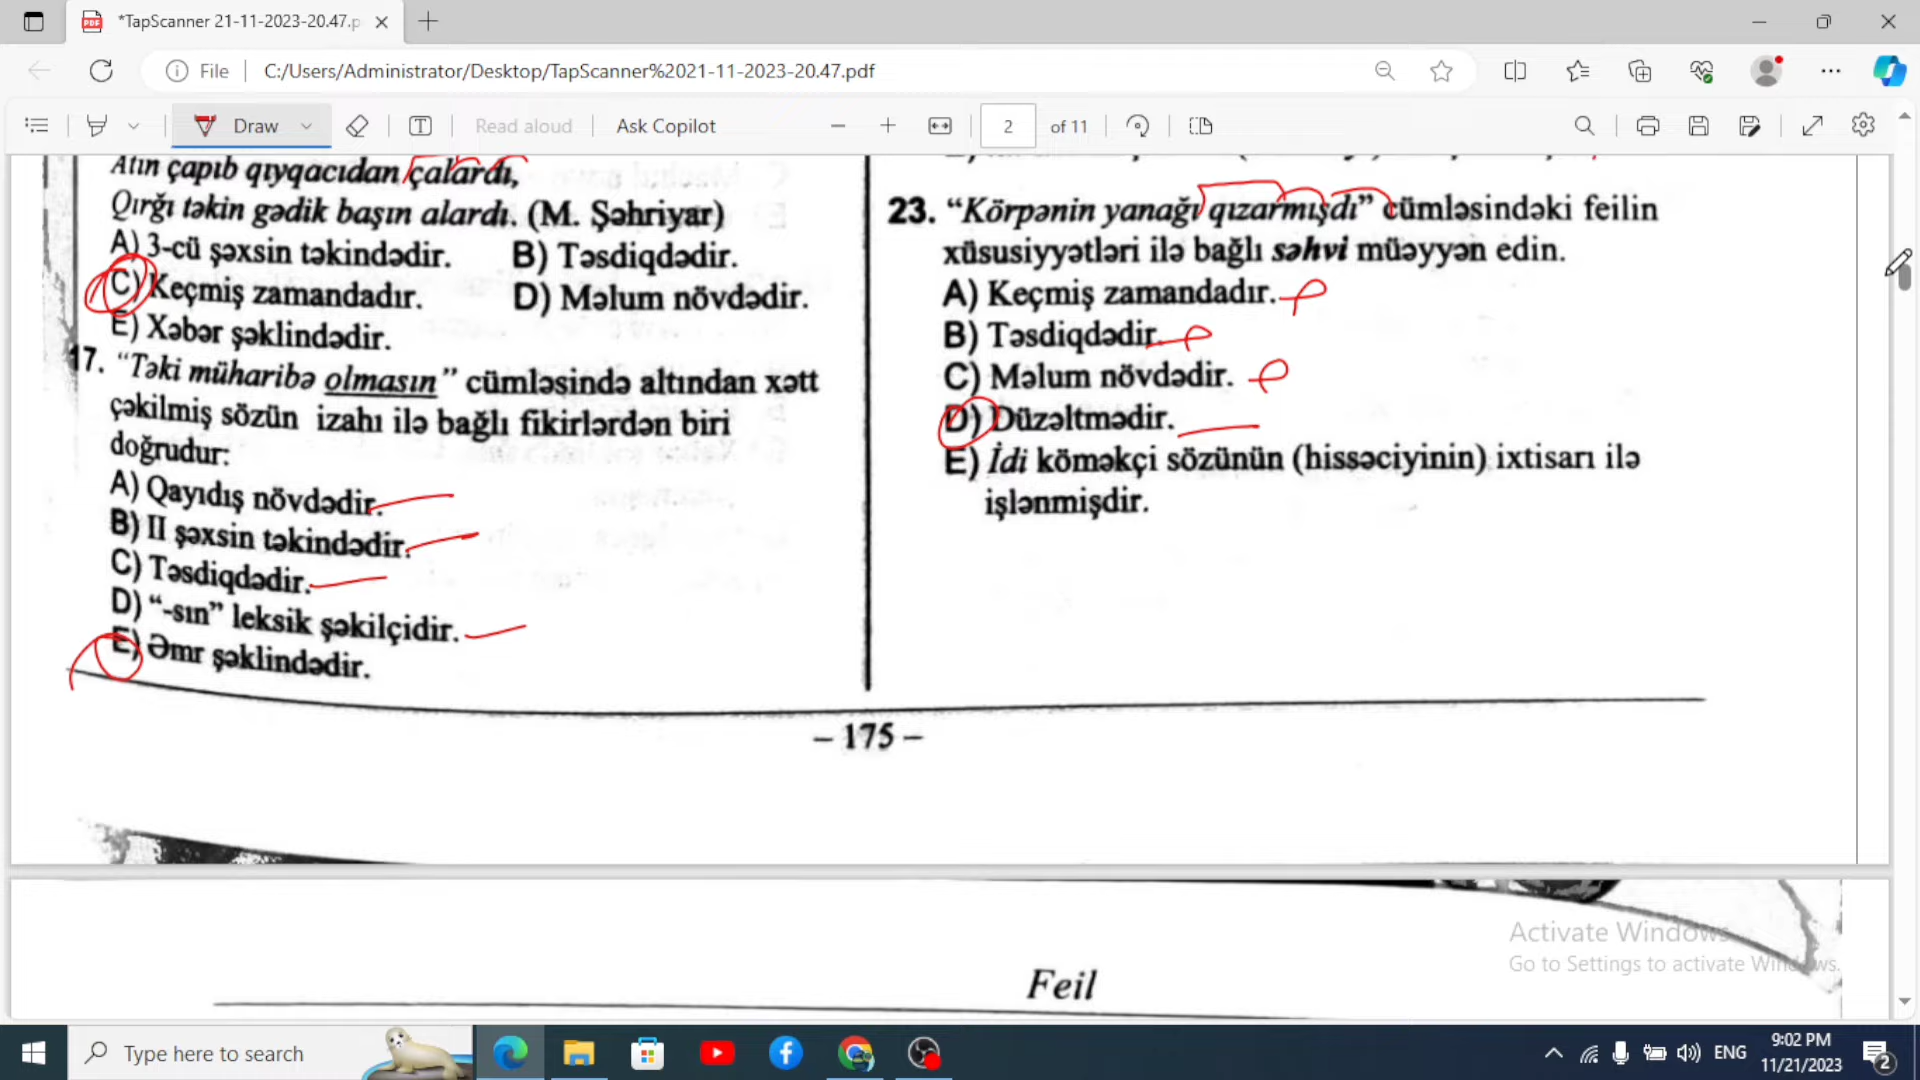 *TapScanner 21-11-2023-20.47.p
File
C:/Users/Administrator/Desktop/TapScanner%2021-11-2023-20.47.pdf
Draw
Read aloud
Ask Copilot
2
of 11
Atın çapıb qıyqacıdan çalardı,
Qırğı təkin gədik başın alardı. (M. Şəhriyar)
A) 3-cü şəxsin təkindədir. B) Təsdiqdədir.
C) Keçmiş zamandadır. D) Məlum növdədir.
E) Xəbər şəklindədir.
17. “Təki müharibə olmasın” cümləsində altından xətt
çəkilmiş sözün izahı ilə bağlı fikirlərdən biri
doğrudur:
A) Qayıdış növdədir.
B) II şəxsin təkindədir.
C) Təsdiqdədir.
D) “-sın” leksik şəkilçidir.
E) Əmr şəklindədir.
23. “Körpənin yanağı qızarmışdı” cümləsindəki feilin
xüsusiyyətləri ilə bağlı səhvi müəyyən edin.
A) Keçmiş zamandadır.
B) Təsdiqdədir.
C) Məlum növdədir.
D) Düzəltmədir.
E) İdi köməkçi sözünün (hissəciyinin) ixtisarı ilə
işlənmişdir.
– 175 –
Feil
Activate Windows
Go to Settings to activate Windows.
Type here to search
ENG
9:02 PM
11/21/2023
2